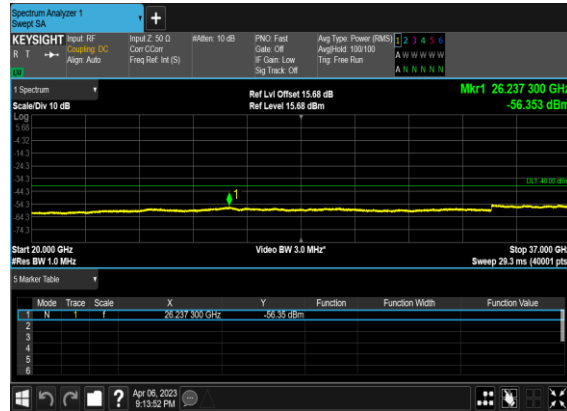 Spectrum Analyzer 1
Swept SA
+
KEYSIGHT Input: RF Input Z: 50 Ω #Atten: 10 dB PNO: Fast Avg Type: Power (RMS) 1 2 3 4 5 6
R T Coupling: DC Corr CCorr Gate: Off Avg|Hold: 100/100 A W W W W W
Align: Auto Freq Ref: Int (S) IF Gain: Low Trig: Free Run
Sig Track: Off A N N N N N
1 Spectrum Ref Lvl Offset 15.68 dB Mkr1 26.237 300 GHz
Scale/Div 10 dB Ref Level 15.68 dBm -56.353 dBm
Log
5.68
-4.32
-14.3
-24.3
-34.3
DL1 -40.00 dBm
-44.3
1
-54.3
-64.3
-74.3
Start 20.000 GHz Video BW 3.0 MHz* Stop 37.000 GHz
#Res BW 1.0 MHz Sweep 29.3 ms (40001 pts)
5 Marker Table
Mode Trace Scale X Y Function Function Width Function Value
1 N 1 f 26.237 300 GHz -56.35 dBm
2
3
4
5
6
? Apr 06, 2023
9:13:52 PM